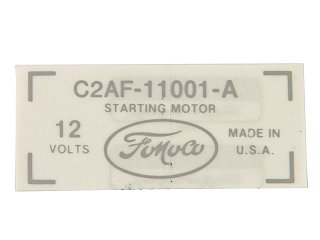 C2AF-11001-A
STARTING MOTOR
12
VOLTS
FoMoCo
MADE IN
U.S.A.